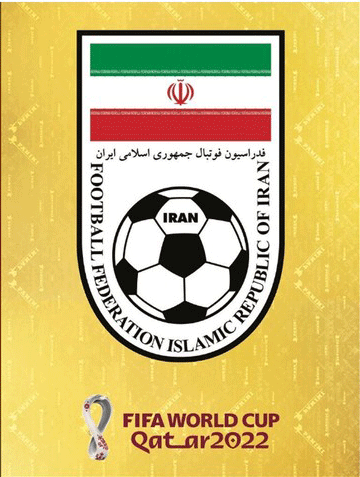 فدراسیون فوتبال جمهوری اسلامی ایران
IRAN
FOOTBALL FEDERATION ISLAMIC REPUBLIC OF IRAN
FIFA WORLD CUP
Qatar2022